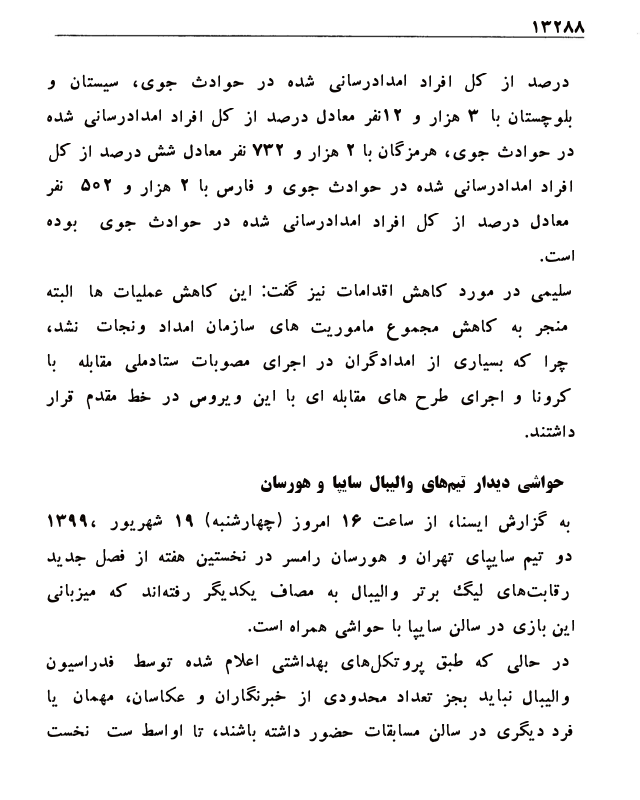 ۱۳۲۸۸
درصد از کل افراد امدادرسانی شده در حوادث جوی، سیستان و
بلوچستان با ۳ هزار و ۱۲نفر معادل درصد از کل افراد امدادرسانی شده
در حوادث جوی، هرمزگان با ۲ هزار و ۷۳۲ نفر معادل شش درصد از کل
افراد امدادرسانی شده در حوادث جوی و فارس با ۲ هزار و ۵۰۲ نفر
معادل درصد از کل افراد امدادرسانی شده در حوادث جوی بوده
است.
سلیمی در مورد کاهش اقدامات نیز گفت: این کاهش عملیات ها البته
منجر به کاهش مجموع ماموریت های سازمان امداد ونجات نشد،
چرا که بسیاری از امدادگران در اجرای مصوبات ستادملی مقابله با
کرونا و اجرای طرح های مقابله ای با این ویروس در خط مقدم قرار
داشتند.
حواشی دیدار تیم‌های والیبال سایپا و هورسان
به گزارش ایسنا، از ساعت ۱۶ امروز (چهارشنبه) ۱۹ شهریور ،۱۳۹۹
دو تیم سایپای تهران و هورسان رامسر در نخستین هفته از فصل جدید
رقابت‌های لیگ برتر والیبال به مصاف یکدیگر رفته‌اند که میزبانی
این بازی در سالن سایپا با حواشی همراه است.
در حالی که طبق پروتکل‌های بهداشتی اعلام شده توسط فدراسیون
والیبال نباید بجز تعداد محدودی از خبرنگاران و عکاسان، مهمان یا
فرد دیگری در سالن مسابقات حضور داشته باشند، تا اواسط ست نخست